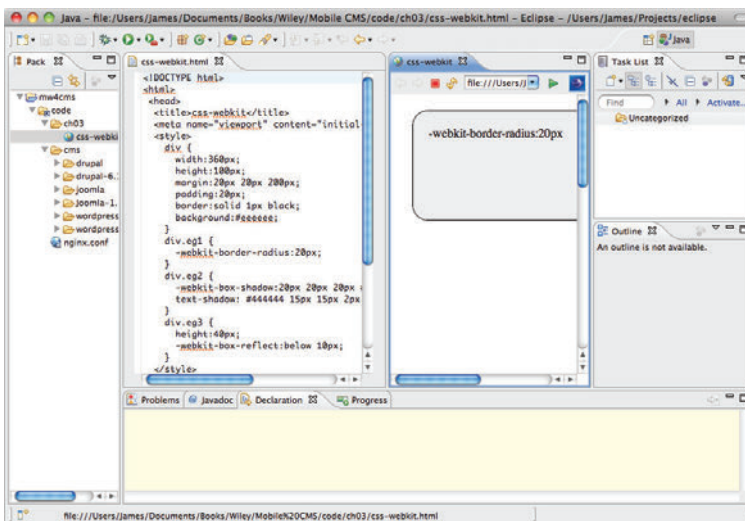 Java – file:/Users/James/Documents/Books/Wiley/Mobile CMS/code/ch03/css-webkit.html – Eclipse – /Users/James/Projects/eclipse
Java
Pack
mw4cms
code
ch03
css-webki
cms
drupal
drupal-6.
joomla
Joomla-1.
wordpress
wordpress
nginx.conf
css-webkit.html
<!DOCTYPE html>
<html>
<head>
<title>css-webkit</title>
<meta name="viewport" content="initial
<style>
div {
width:360px;
height:100px;
margin:20px 20px 200px;
padding:20px;
border:solid 1px black;
background:#eeeeee;
}
div.eg1 {
-webkit-border-radius:20px;
}
div.eg2 {
-webkit-box-shadow:20px 20px 20px #
text-shadow: #444444 15px 15px 2px
}
div.eg3 {
height:40px;
-webkit-box-reflect:below 10px;
}
</style>
css-webkit
file:///Users/J
-webkit-border-radius:20px
Task List
Find
All
Activate...
Uncategorized
Outline
An outline is not available.
Problems
Javadoc
Declaration
Progress
file:///Users/James/Documents/Books/Wiley/Mobile%20CMS/code/ch03/css-webkit.html